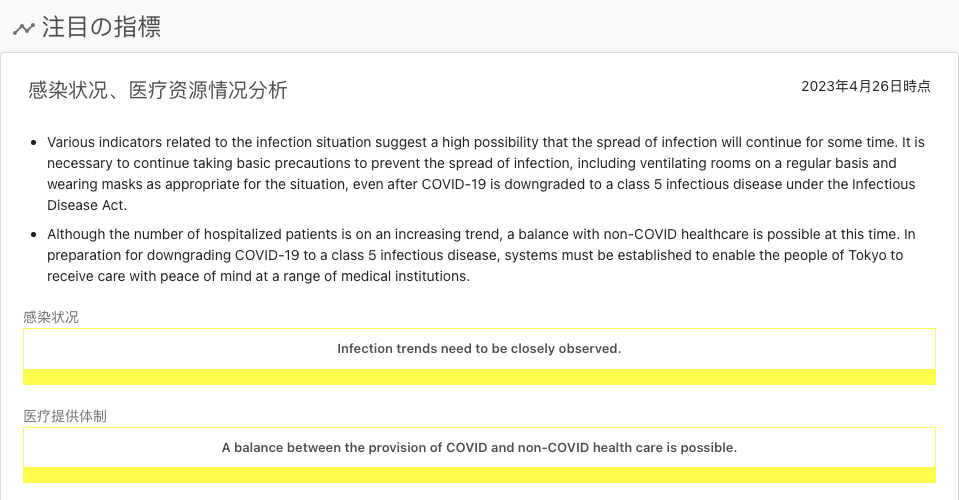 注目の指標
感染状况、医疗资源情况分析
2023年4月26日時点
Various indicators related to the infection situation suggest a high possibility that the spread of infection will continue for some time. It is
necessary to continue taking basic precautions to prevent the spread of infection, including ventilating rooms on a regular basis and
wearing masks as appropriate for the situation, even after COVID-19 is downgraded to a class 5 infectious disease under the Infectious
Disease Act.
Although the number of hospitalized patients is on an increasing trend, a balance with non-COVID healthcare is possible at this time. In
preparation for downgrading COVID-19 to a class 5 infectious disease, systems must be established to enable the people of Tokyo to
receive care with peace of mind at a range of medical institutions.
感染状况
Infection trends need to be closely observed.
医疗提供体制
A balance between the provision of COVID and non-COVID health care is possible.